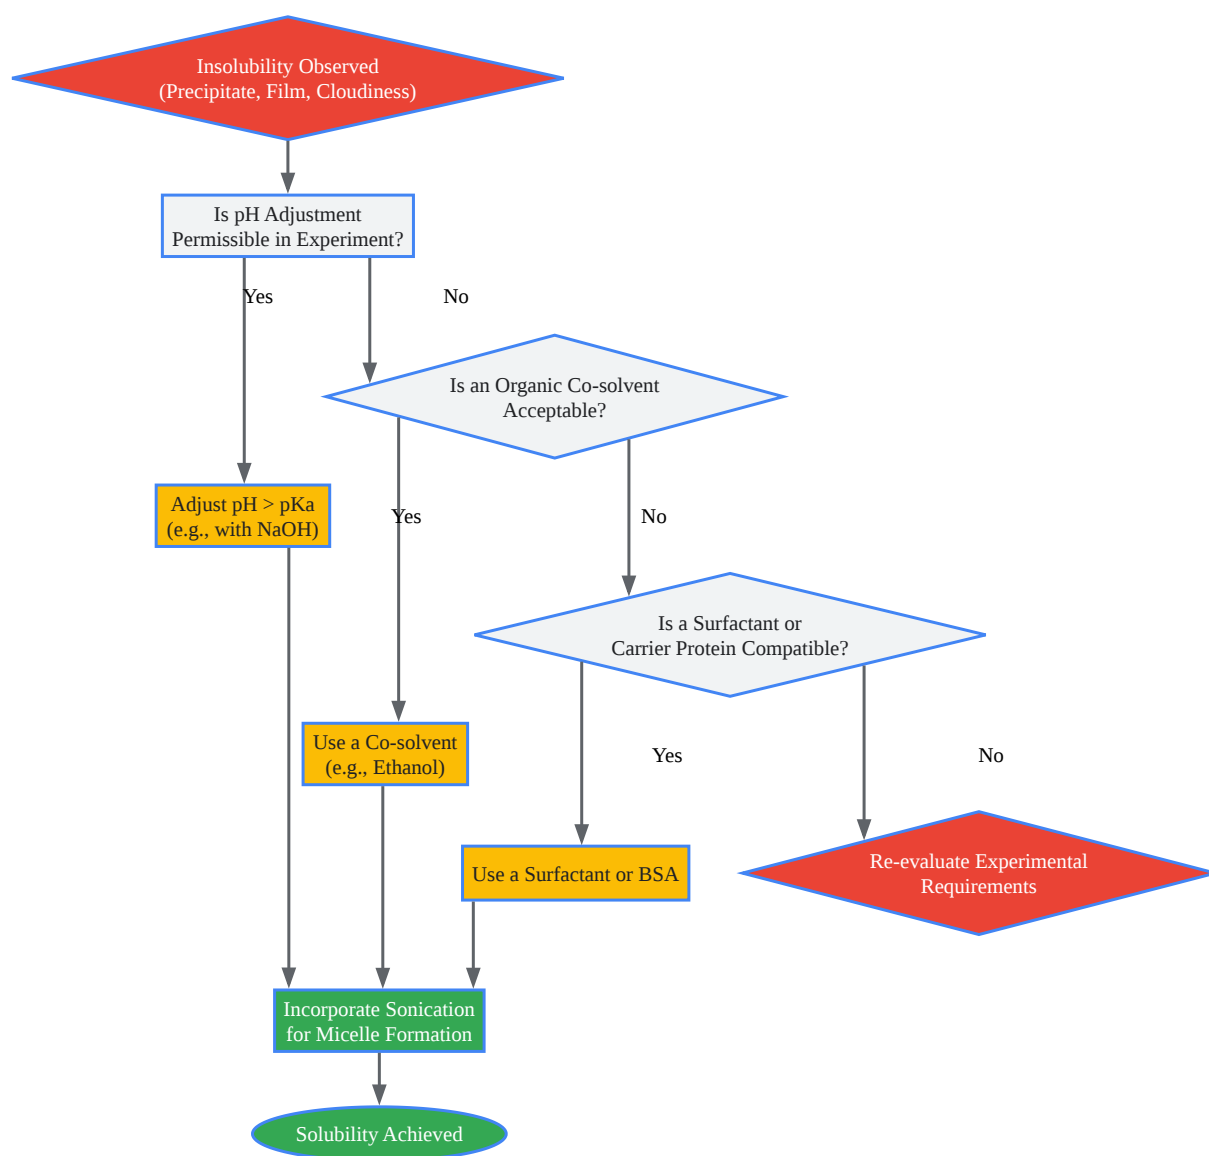 Insolubility Observed
(Precipitate, Film, Cloudiness)
Is pH Adjustment
Permissible in Experiment?
Yes
No
Is an Organic Co-solvent
Acceptable?
Adjust pH > pKa
(e.g., with NaOH)
Yes
No
Is a Surfactant or
Carrier Protein Compatible?
Use a Co-solvent
(e.g., Ethanol)
Yes
No
Use a Surfactant or BSA
Re-evaluate Experimental
Requirements
Incorporate Sonication
for Micelle Formation
Solubility Achieved